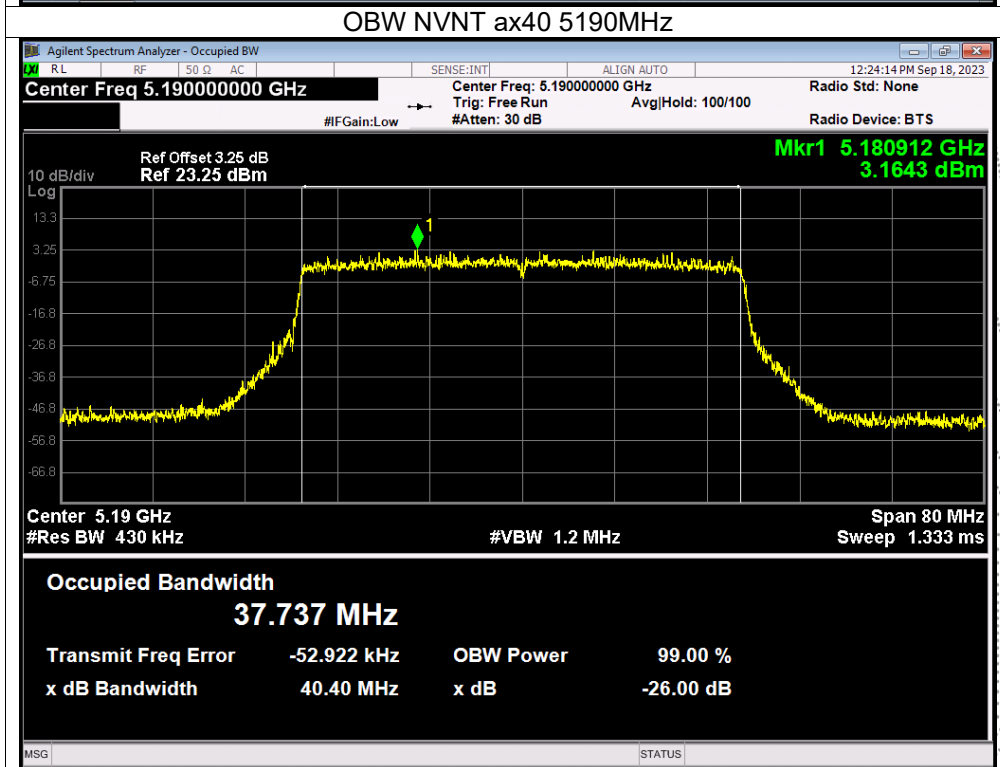 OBW NVNT ax40 5190MHz
Agilent Spectrum Analyzer - Occupied BW
LXI RL RF 50 Ω AC SENSE:INT ALIGN AUTO 12:24:14 PM Sep 18, 2023
Center Freq 5.190000000 GHz Center Freq: 5.190000000 GHz Radio Std: None
Trig: Free Run Avg|Hold: 100/100
#IFGain:Low #Atten: 30 dB Radio Device: BTS
Ref Offset 3.25 dB Mkr1 5.180912 GHz
10 dB/div Ref 23.25 dBm 3.1643 dBm
Log
13.3
1
3.25
-6.75
-16.8
-26.8
-36.8
-46.8
-56.8
-66.8
Center 5.19 GHz Span 80 MHz
#Res BW 430 kHz #VBW 1.2 MHz Sweep 1.333 ms
Occupied Bandwidth
37.737 MHz
Transmit Freq Error -52.922 kHz OBW Power 99.00 %
x dB Bandwidth 40.40 MHz x dB -26.00 dB
MSG STATUS